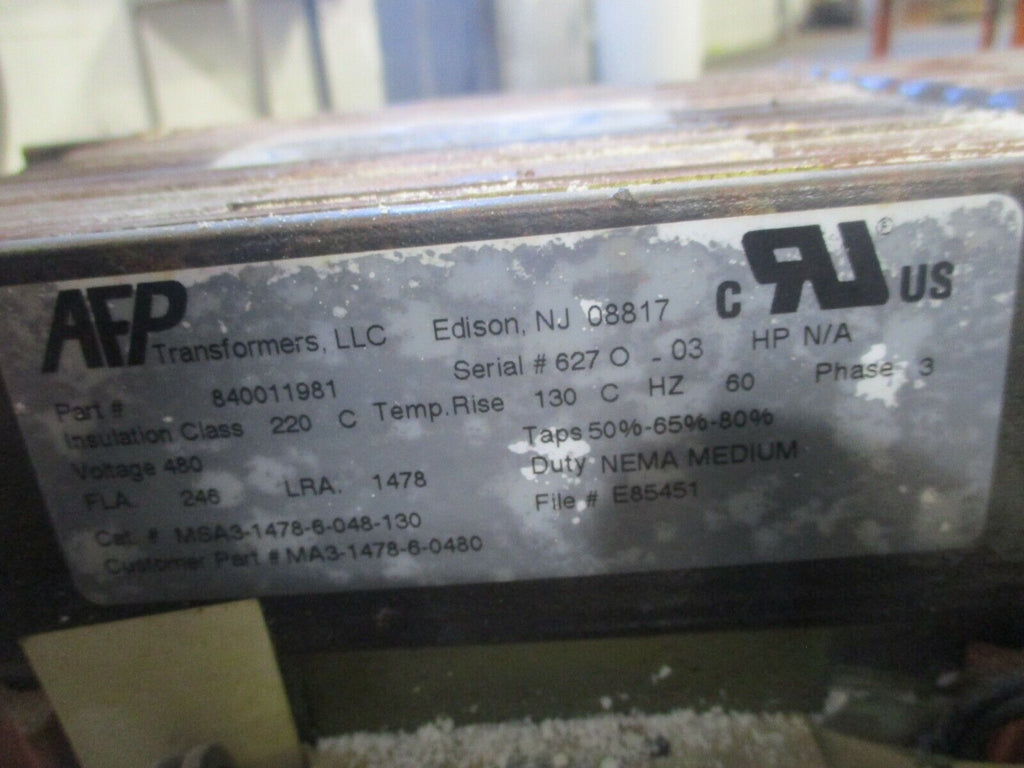 AFP Transformers, LLC Edison, NJ 08817 c RU ® US
Serial # 627 O - 03 HP N/A
Part # 840011981
Insulation Class 220 C Temp.Rise 130 C HZ 60 Phase 3
Voltage 480 Taps 50%-65%-80%
FLA. 246 LRA. 1478 Duty NEMA MEDIUM
File # E85451
Cat. # MSA3-1478-6-048-130
Customer Part # MA3-1478-6-0480